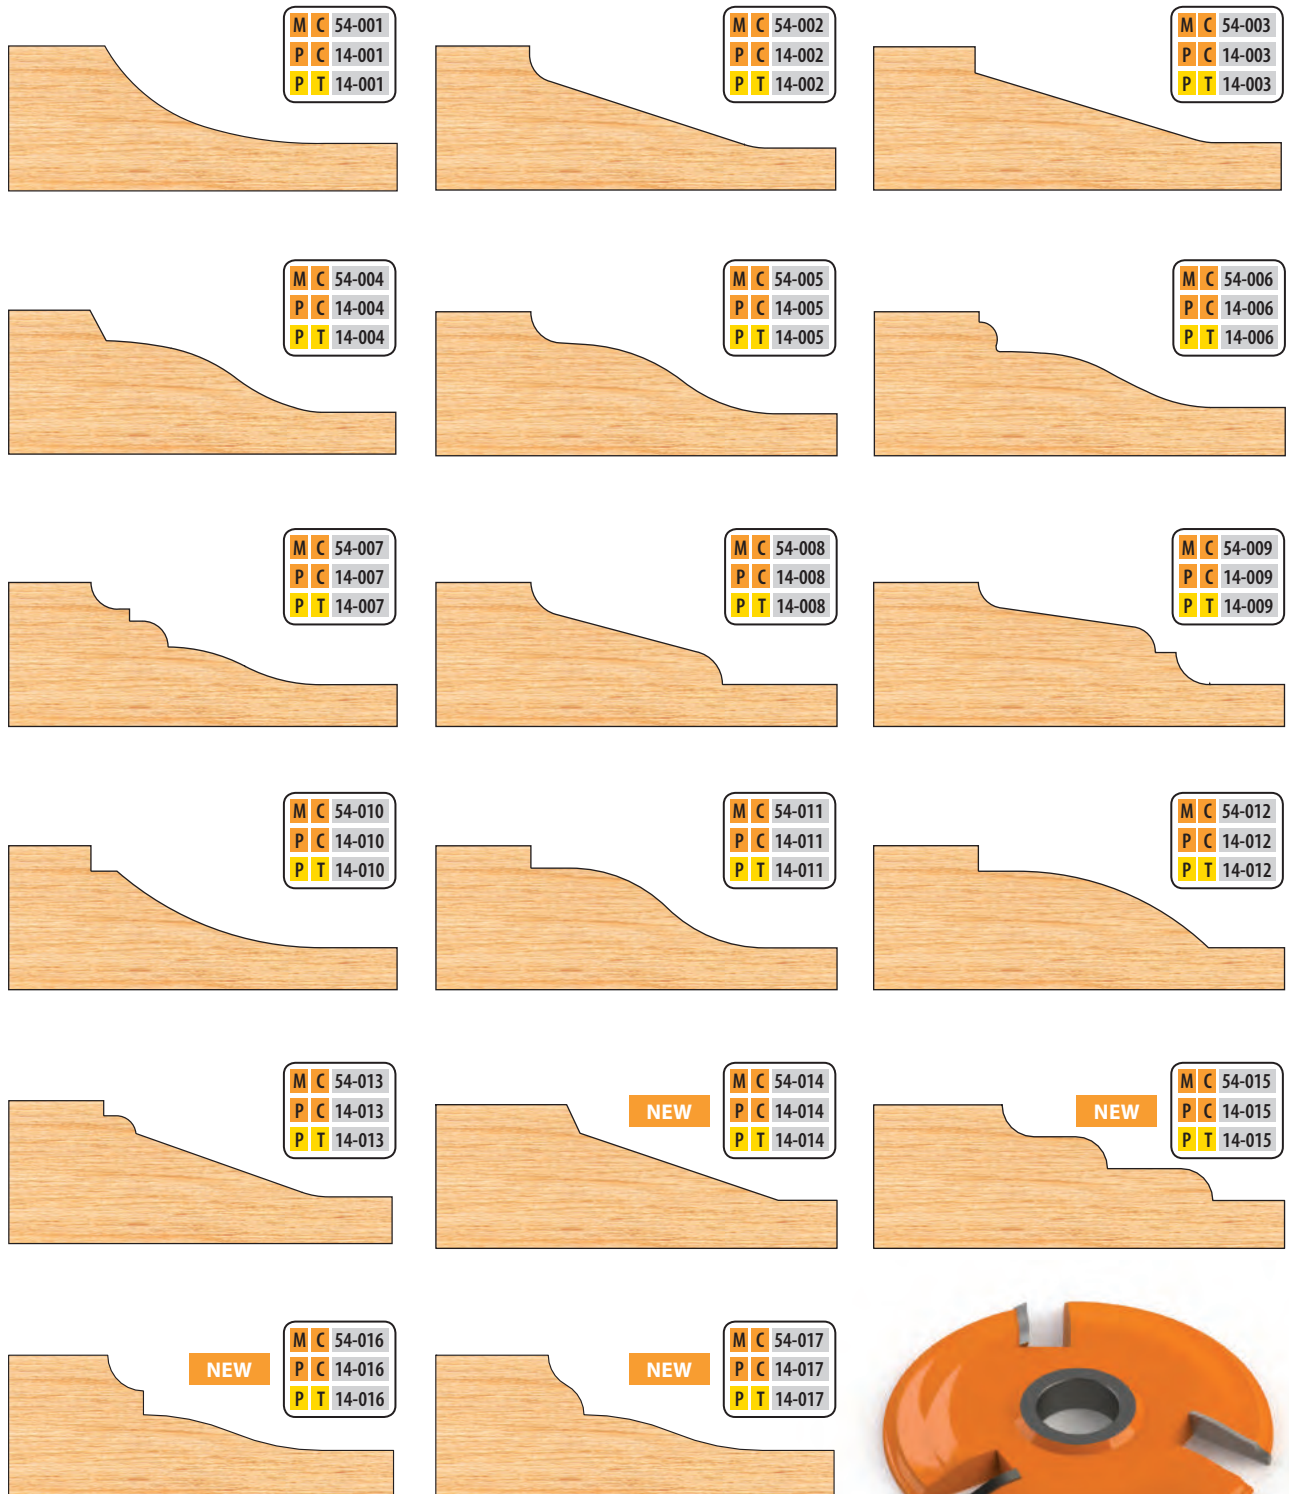 M C 54-001
P C 14-001
P T 14-001
M C 54-002
P C 14-002
P T 14-002
M C 54-003
P C 14-003
P T 14-003
M C 54-004
P C 14-004
P T 14-004
M C 54-005
P C 14-005
P T 14-005
M C 54-006
P C 14-006
P T 14-006
M C 54-007
P C 14-007
P T 14-007
M C 54-008
P C 14-008
P T 14-008
M C 54-009
P C 14-009
P T 14-009
M C 54-010
P C 14-010
P T 14-010
M C 54-011
P C 14-011
P T 14-011
M C 54-012
P C 14-012
P T 14-012
M C 54-013
P C 14-013
P T 14-013
NEW
M C 54-014
P C 14-014
P T 14-014
NEW
M C 54-015
P C 14-015
P T 14-015
NEW
M C 54-016
P C 14-016
P T 14-016
NEW
M C 54-017
P C 14-017
P T 14-017